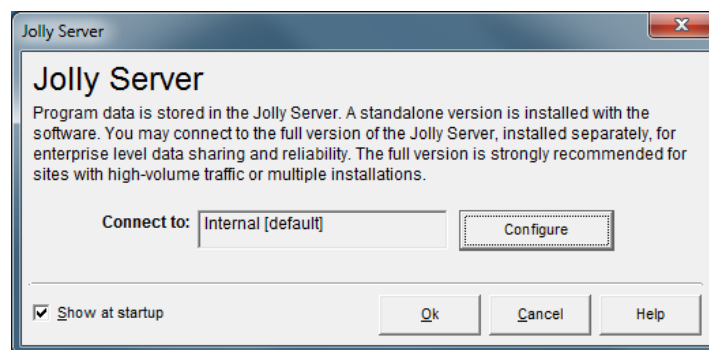 Jolly Server
Jolly Server
Program data is stored in the Jolly Server. A standalone version is installed with the
software. You may connect to the full version of the Jolly Server, installed separately, for
enterprise level data sharing and reliability. The full version is strongly recommended for
sites with high-volume traffic or multiple installations.
Connect to: Internal [default] Configure
Show at startup Ok Cancel Help